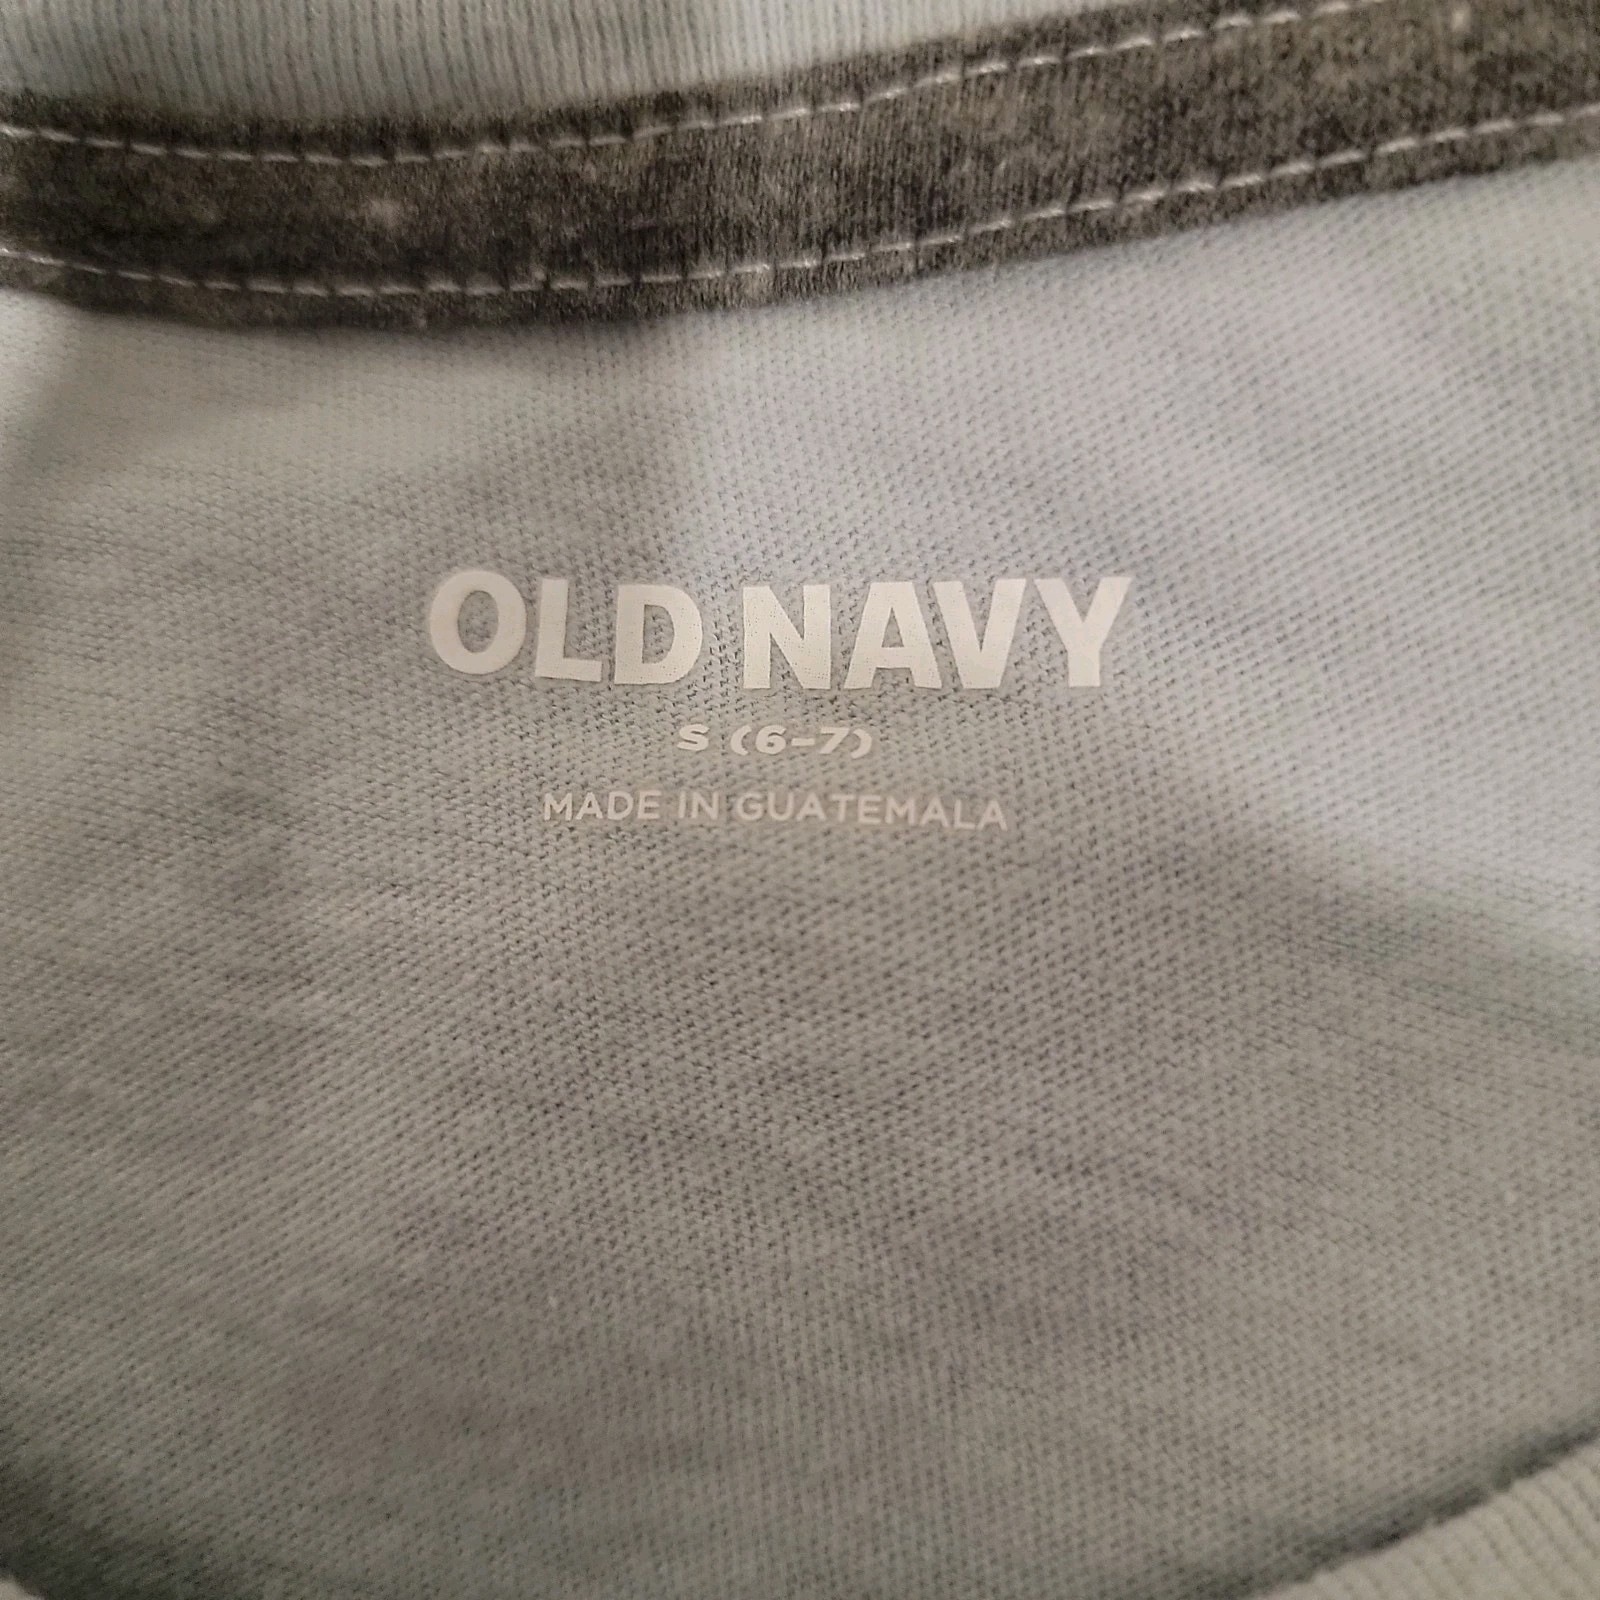 OLD NAVY
S (6-7)
MADE IN GUATEMALA